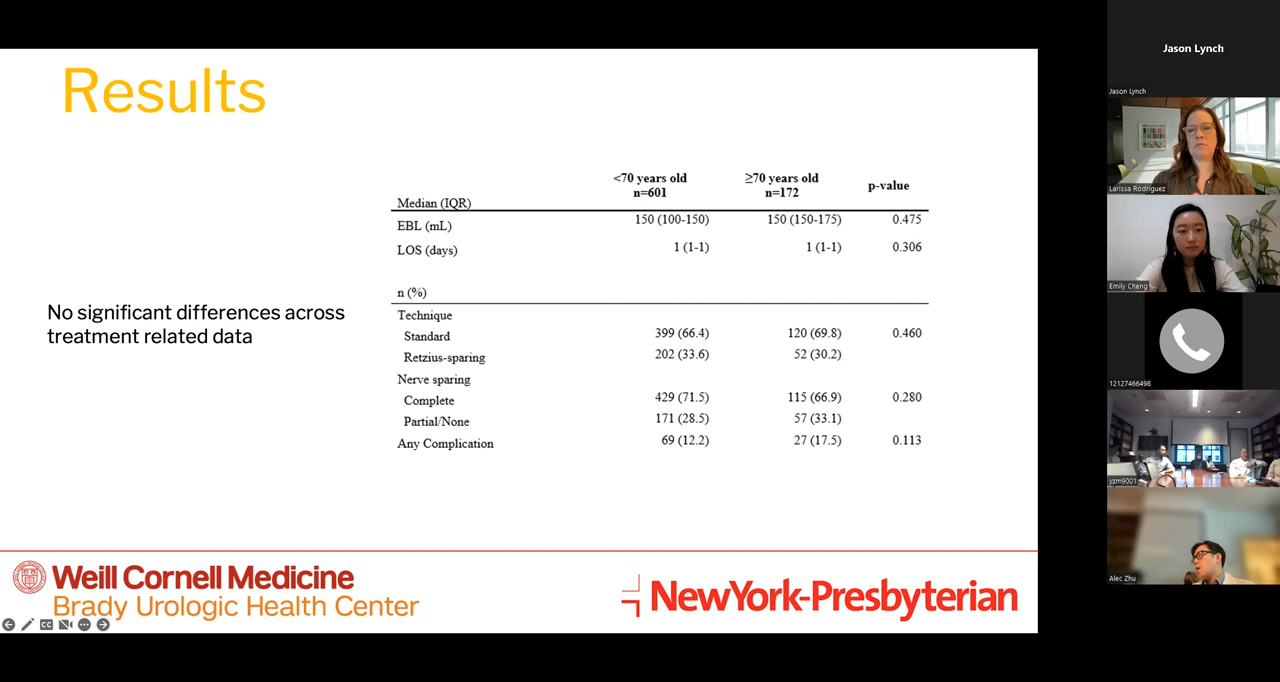 Results
No significant differences across
treatment related data
<70 years old ≥70 years old p-value
n=601 n=172
Median (IQR)
EBL (mL) 150 (100-150) 150 (150-175) 0.475
LOS (days) 1 (1-1) 1 (1-1) 0.306
n (%)
Technique
Standard 399 (66.4) 120 (69.8) 0.460
Retzius-sparing 202 (33.6) 52 (30.2)
Nerve sparing
Complete 429 (71.5) 115 (66.9) 0.280
Partial/None 171 (28.5) 57 (33.1)
Any Complication 69 (12.2) 27 (17.5) 0.113
Weill Cornell Medicine
Brady Urologic Health Center
NewYork-Presbyterian
CC
Jason Lynch
Jason Lynch
Larissa Rodriguez
Emily Cheng
12127466498
yzm9001
Alec Zhu